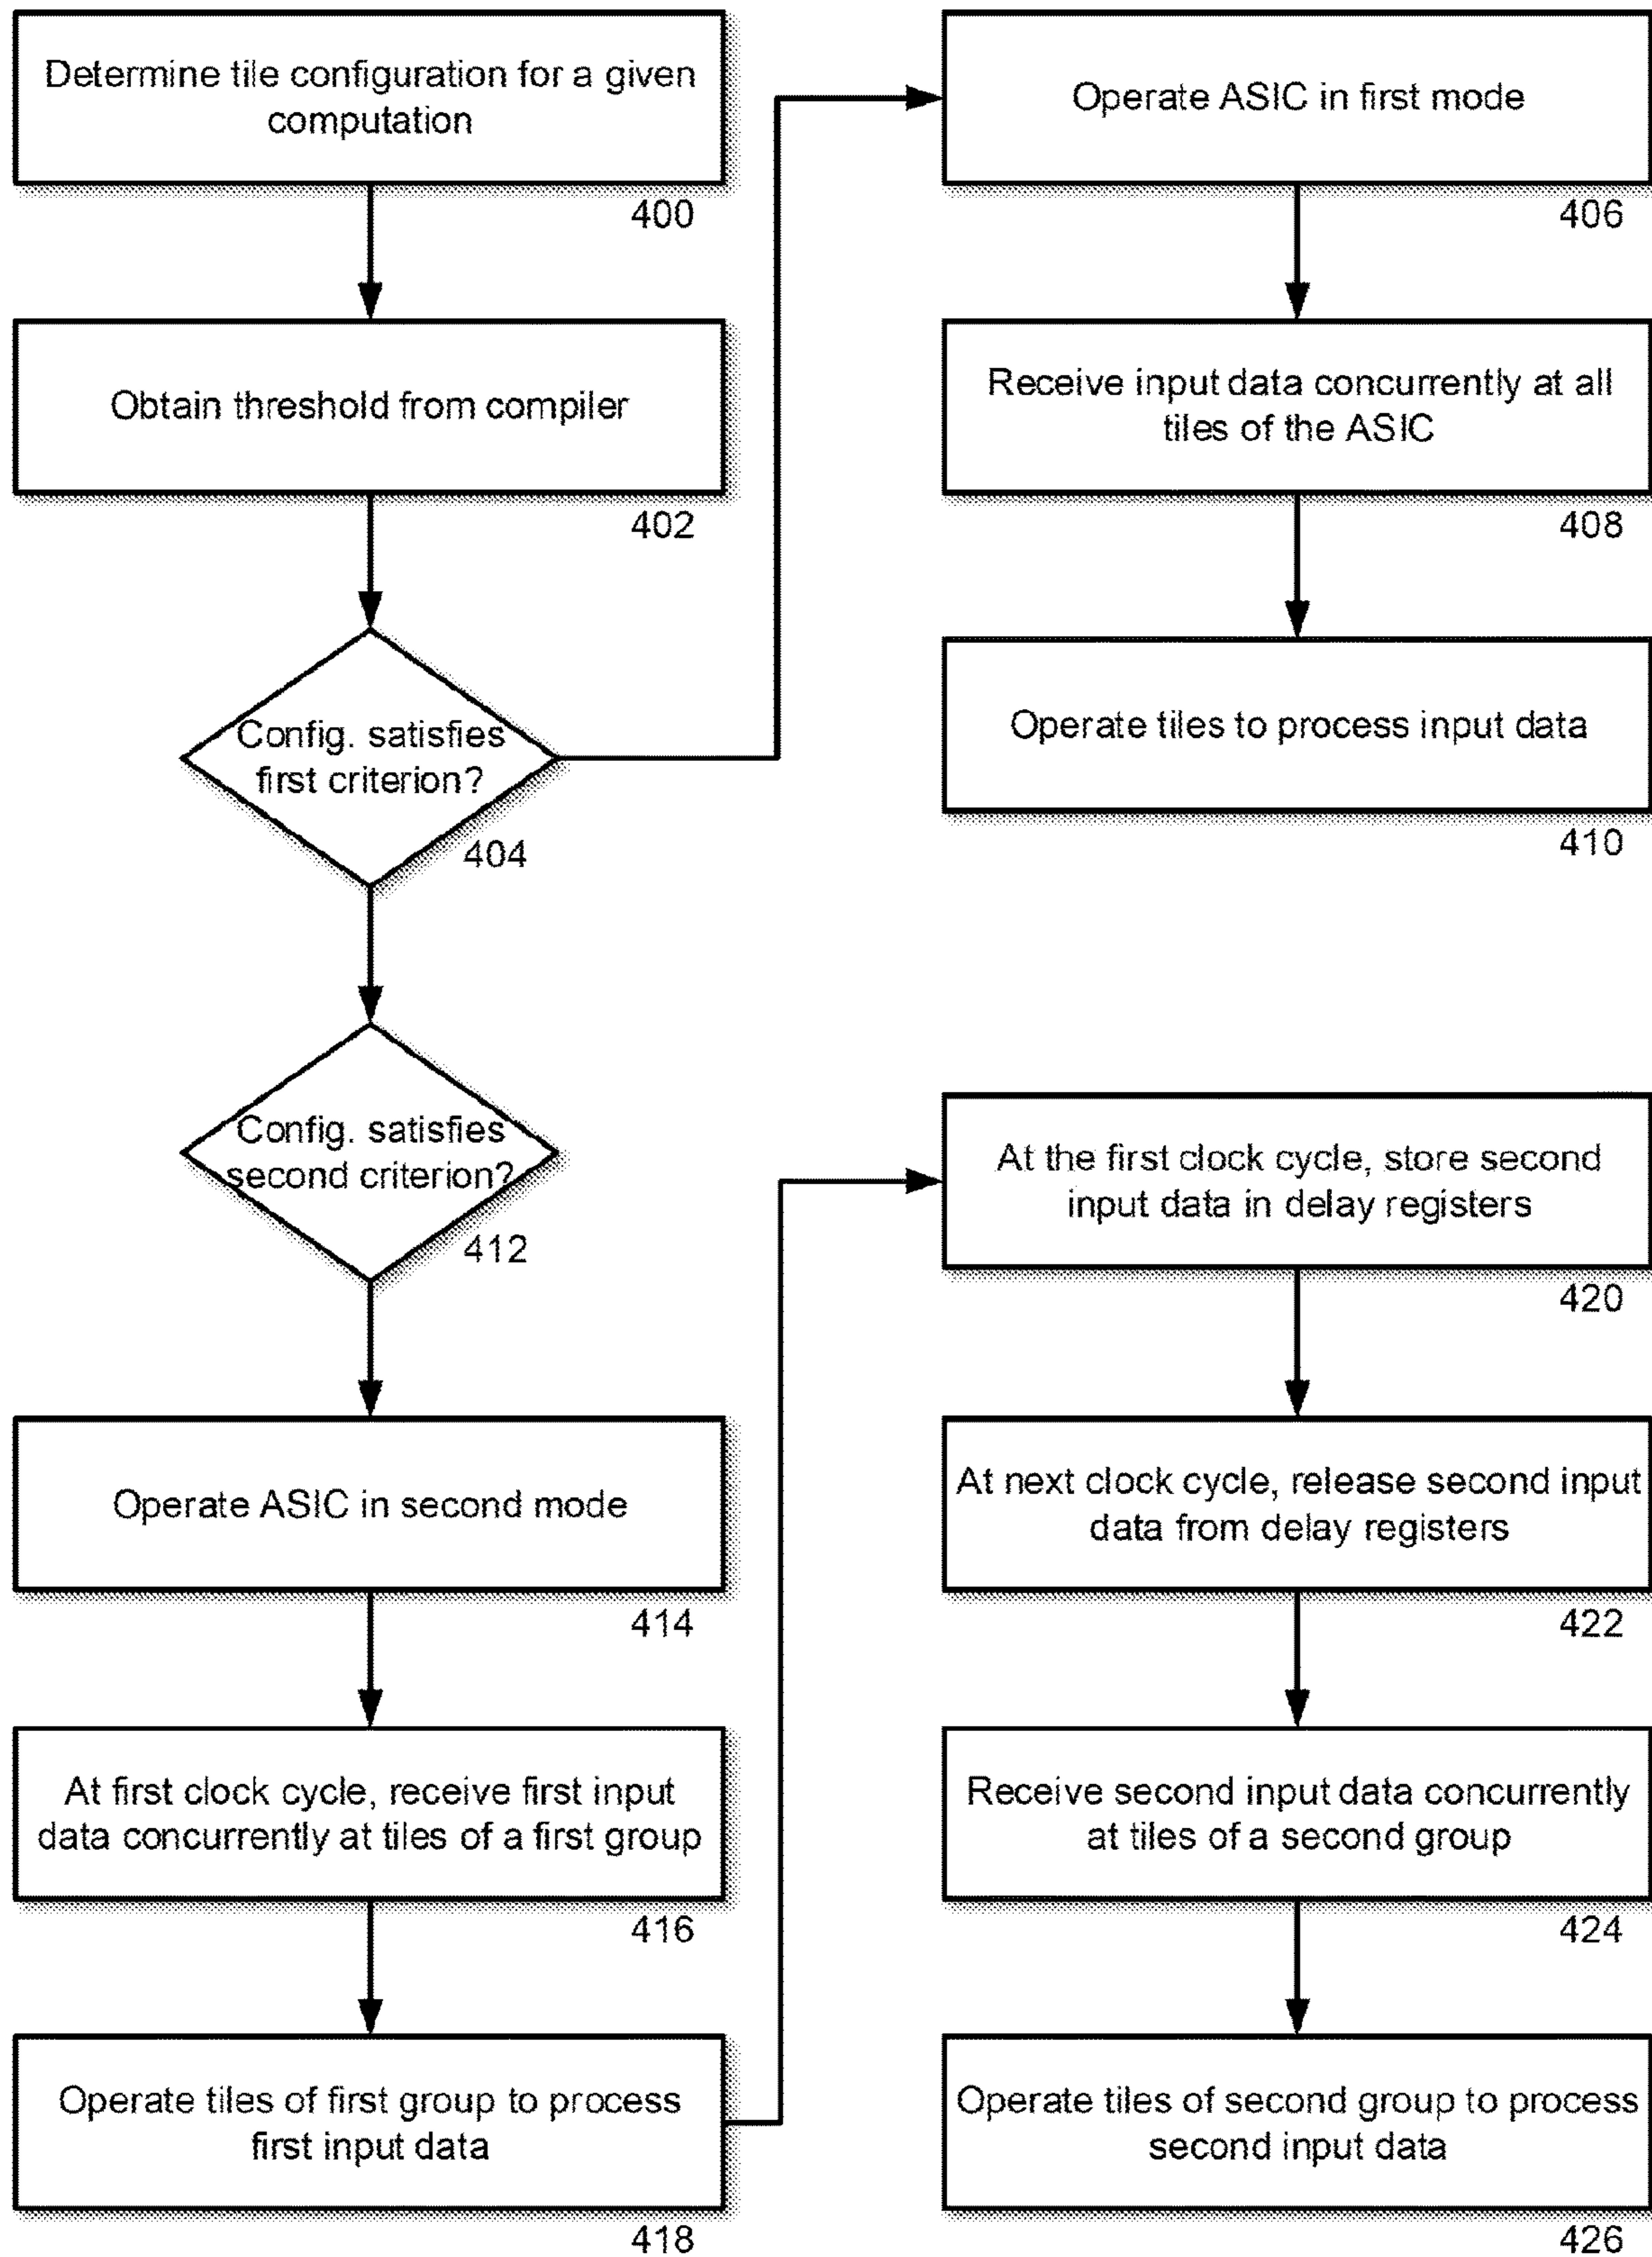 Determine tile configuration for a given
computation
400
Obtain threshold from compiler
402
Config. satisfies
first criterion?
404
Operate ASIC in first mode
406
Receive input data concurrently at all
tiles of the ASIC
408
Operate tiles to process input data
410
Config. satisfies
second criterion?
412
Operate ASIC in second mode
414
At first clock cycle, receive first input
data concurrently at tiles of a first group
416
Operate tiles of first group to process
first input data
418
At the first clock cycle, store second
input data in delay registers
420
At next clock cycle, release second input
data from delay registers
422
Receive second input data concurrently
at tiles of a second group
424
Operate tiles of second group to process
second input data
426